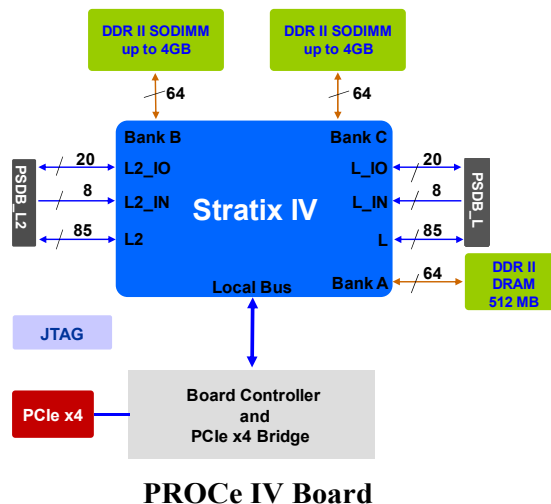 DDR II SODIMM
up to 4GB
DDR II SODIMM
up to 4GB
64
64
Bank B
Bank C
PSDB_L2
20
L2_IO
L_IO
20
PSDB_L
8
L2_IN
Stratix IV
L_IN
8
85
L2
L
85
Local Bus
Bank A
64
DDR II
DRAM
512 MB
JTAG
PCIe x4
Board Controller
and
PCIe x4 Bridge
PROCe IV Board